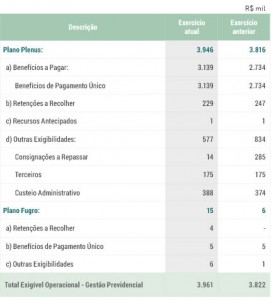 R$ mil
Descrição Exercício atual Exercício anterior
Plano Plenus: 3.946 3.816
a) Benefícios a Pagar: 3.139 2.734
Benefícios de Pagamento Único 3.139 2.734
b) Retenções a Recolher 229 247
c) Recursos Antecipados 1 1
d) Outras Exigibilidades: 577 834
Consignações a Repassar 14 285
Terceiros 175 175
Custeio Administrativo 388 374
Plano Fugro: 15 6
a) Retenções a Recolher 4 -
b) Benefícios de Pagamento Único 5 5
c) Outras Exigibilidades 6 1
Total Exigível Operacional - Gestão Previdencial 3.961 3.822